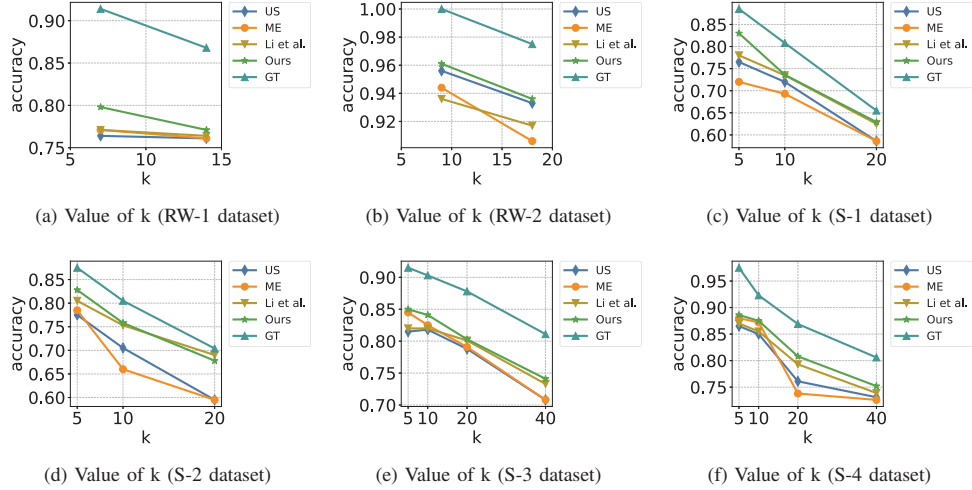 0.90
0.85
0.80
0.75
accuracy
5
10
15
k
US
ME
Li et al.
Ours
GT
(a) Value of k (RW-1 dataset)
1.00
0.98
0.96
0.94
0.92
accuracy
5
10
15
20
k
US
ME
Li et al.
Ours
GT
(b) Value of k (RW-2 dataset)
0.85
0.80
0.75
0.70
0.65
0.60
accuracy
5
10
20
k
US
ME
Li et al.
Ours
GT
(c) Value of k (S-1 dataset)
0.85
0.80
0.75
0.70
0.65
0.60
accuracy
5
10
20
k
US
ME
Li et al.
Ours
GT
(d) Value of k (S-2 dataset)
0.90
0.85
0.80
0.75
0.70
accuracy
5
10
20
40
k
US
ME
Li et al.
Ours
GT
(e) Value of k (S-3 dataset)
0.95
0.90
0.85
0.80
0.75
accuracy
5
10
20
40
k
US
ME
Li et al.
Ours
GT
(f) Value of k (S-4 dataset)